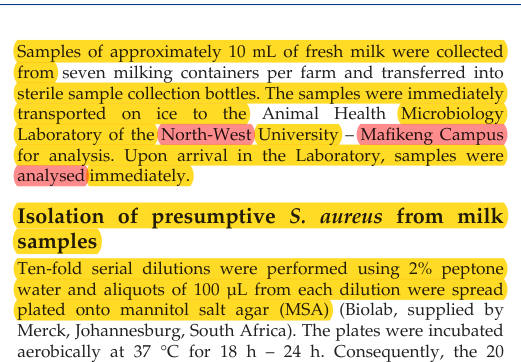 Samples of approximately 10 mL of fresh milk were collected
from seven milking containers per farm and transferred into
sterile sample collection bottles. The samples were immediately
transported on ice to the Animal Health Microbiology
Laboratory of the North-West University – Mafikeng Campus
for analysis. Upon arrival in the Laboratory, samples were
analysed immediately.
Isolation of presumptive S. aureus from milk
samples
Ten-fold serial dilutions were performed using 2% peptone
water and aliquots of 100 µL from each dilution were spread
plated onto mannitol salt agar (MSA) (Biolab, supplied by
Merck, Johannesburg, South Africa). The plates were incubated
aerobically at 37 °C for 18 h – 24 h. Consequently, the 20